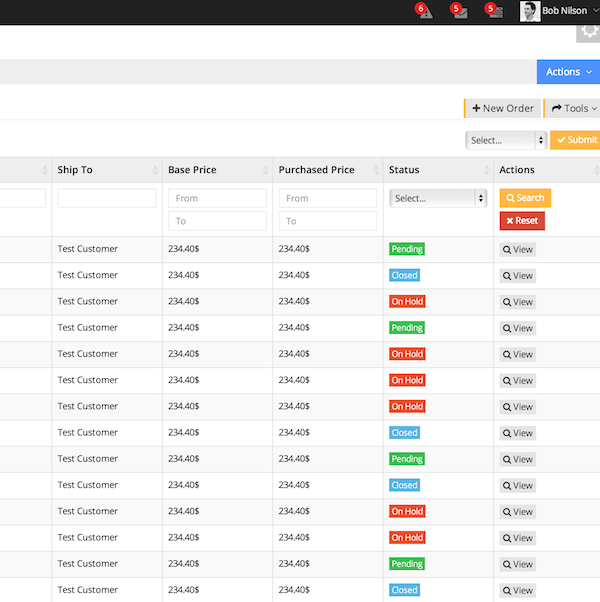 6 5 5 Bob Nilson
Actions
New Order Tools
Select... Submit
Ship To Base Price Purchased Price Status Actions
From From Select... Search
To To Reset
Test Customer 234.40$ 234.40$ Pending View
Test Customer 234.40$ 234.40$ Closed View
Test Customer 234.40$ 234.40$ On Hold View
Test Customer 234.40$ 234.40$ Pending View
Test Customer 234.40$ 234.40$ On Hold View
Test Customer 234.40$ 234.40$ On Hold View
Test Customer 234.40$ 234.40$ On Hold View
Test Customer 234.40$ 234.40$ Closed View
Test Customer 234.40$ 234.40$ Pending View
Test Customer 234.40$ 234.40$ Closed View
Test Customer 234.40$ 234.40$ On Hold View
Test Customer 234.40$ 234.40$ On Hold View
Test Customer 234.40$ 234.40$ Pending View
Test Customer 234.40$ 234.40$ Closed View